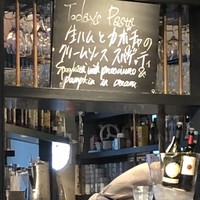 Today's Pasta
生ハムとカボチャの
クリームソース スパゲッティ
Spaghetti with prosciutto &
pumpkin in cream